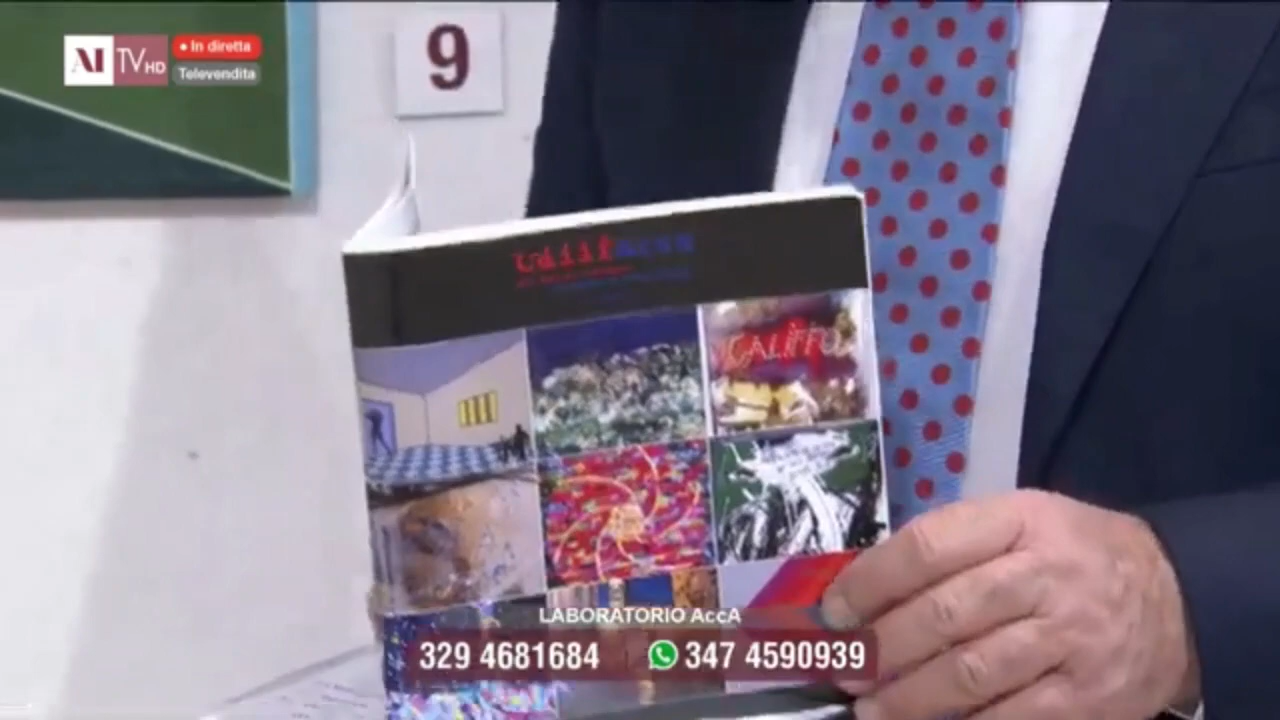 AI TV HD
• In diretta
Televendita
9
CALIFFO
LABORATORIO AccA
329 4681684 347 4590939